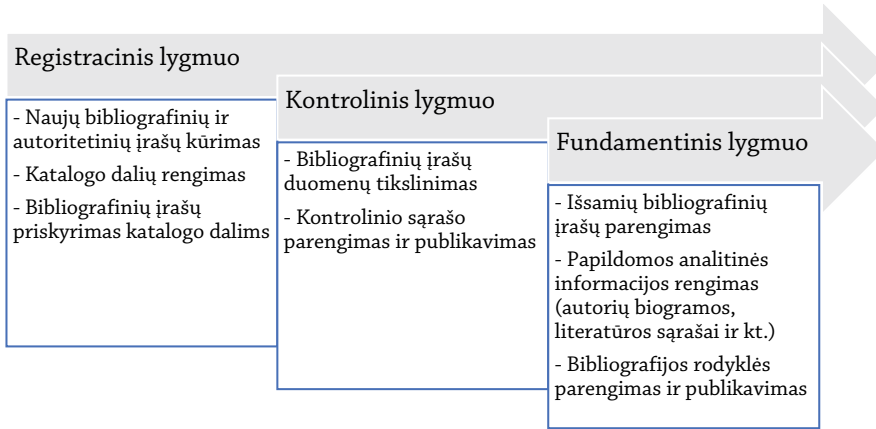 Registracinis lygmuo
- Naujų bibliografinių ir
autoritetinių įrašų kūrimas
- Katalogo dalių rengimas
- Bibliografinių įrašų
priskyrimas katalogo dalims
Kontrolinis lygmuo
- Bibliografinių įrašų
duomenų tikslinimas
- Kontrolinio sąrašo
parengimas ir publikavimas
Fundamentinis lygmuo
- Išsamių bibliografinių
įrašų parengimas
- Papildomos analitinės
informacijos rengimas
(autorių biogramos,
literatūros sąrašai ir kt.)
- Bibliografijos rodyklės
parengimas ir publikavimas